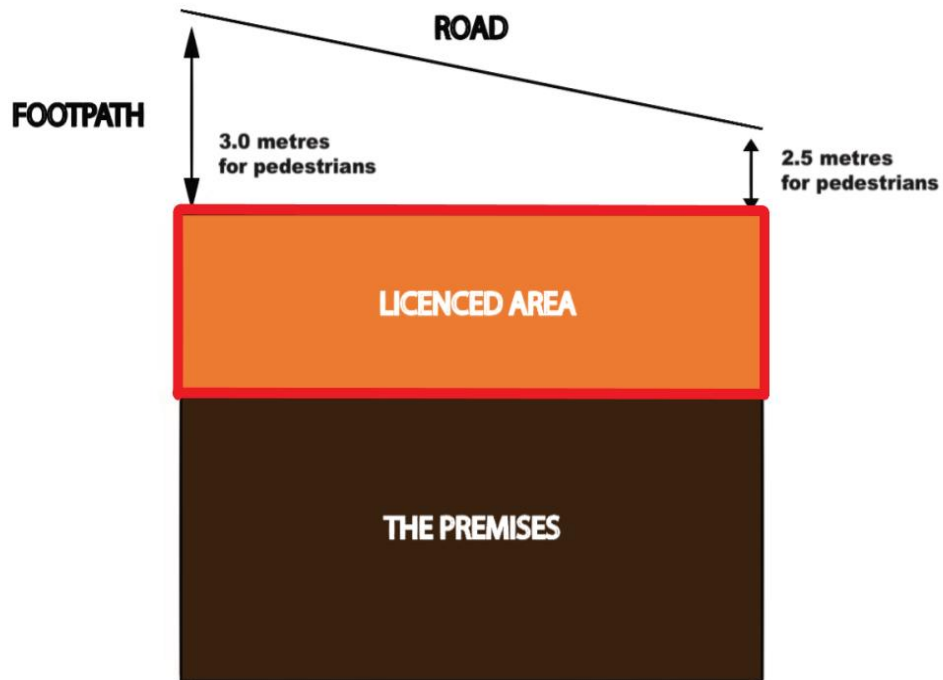 ROAD
FOOTPATH
3.0 metres
for pedestrians
2.5 metres
for pedestrians
LICENCED AREA
THE PREMISES